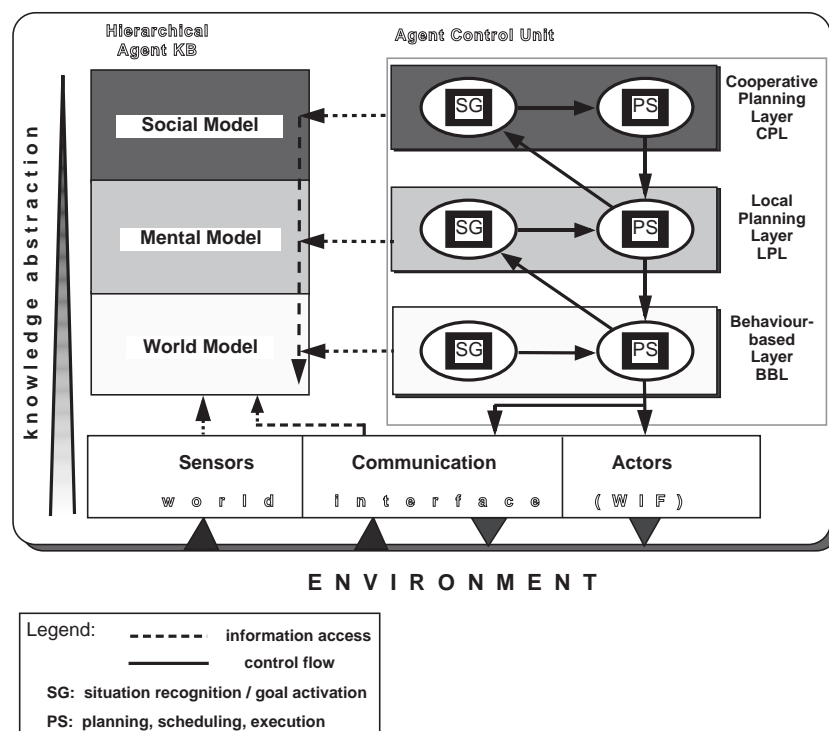 Hierarchical
Agent KB
Agent Control Unit
knowledge abstraction
Social Model
Mental Model
World Model
SG
PS
SG
PS
SG
PS
Cooperative
Planning
Layer
CPL
Local
Planning
Layer
LPL
Behaviour-
based
Layer
BBL
Sensors
Communication
Actors
world interface (WIF)
ENVIRONMENT
Legend:
information access
control flow
SG: situation recognition / goal activation
PS: planning, scheduling, execution